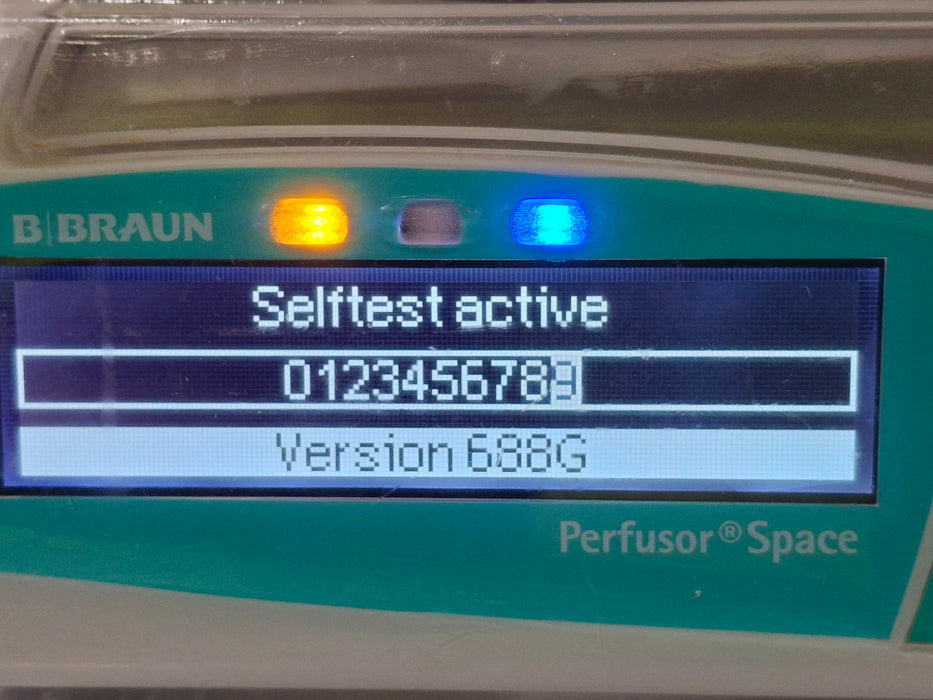 B|BRAUN
Selftest active
0123456789
Version 688G
Perfusor® Space